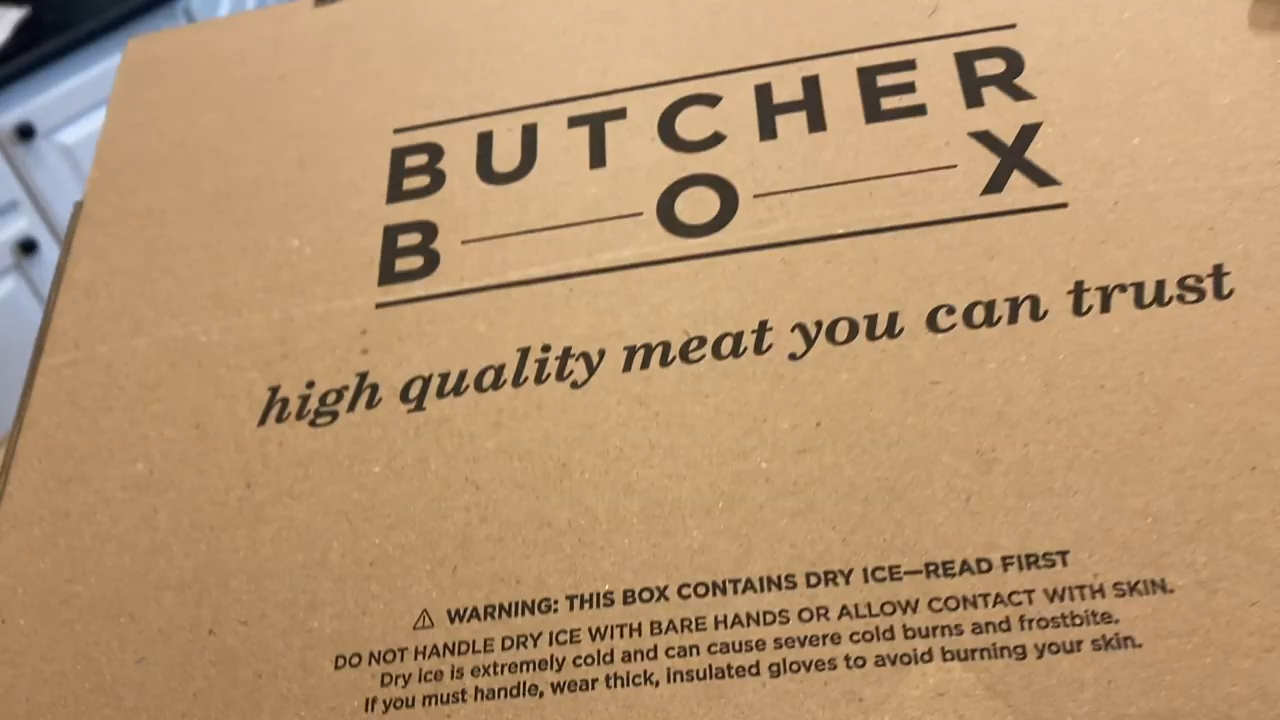 BUTCHER
BOX
high quality meat you can trust
⚠ WARNING: THIS BOX CONTAINS DRY ICE—READ FIRST
DO NOT HANDLE DRY ICE WITH BARE HANDS OR ALLOW CONTACT WITH SKIN.
Dry ice is extremely cold and can cause severe cold burns and frostbite.
If you must handle, wear thick, insulated gloves to avoid burning your skin.